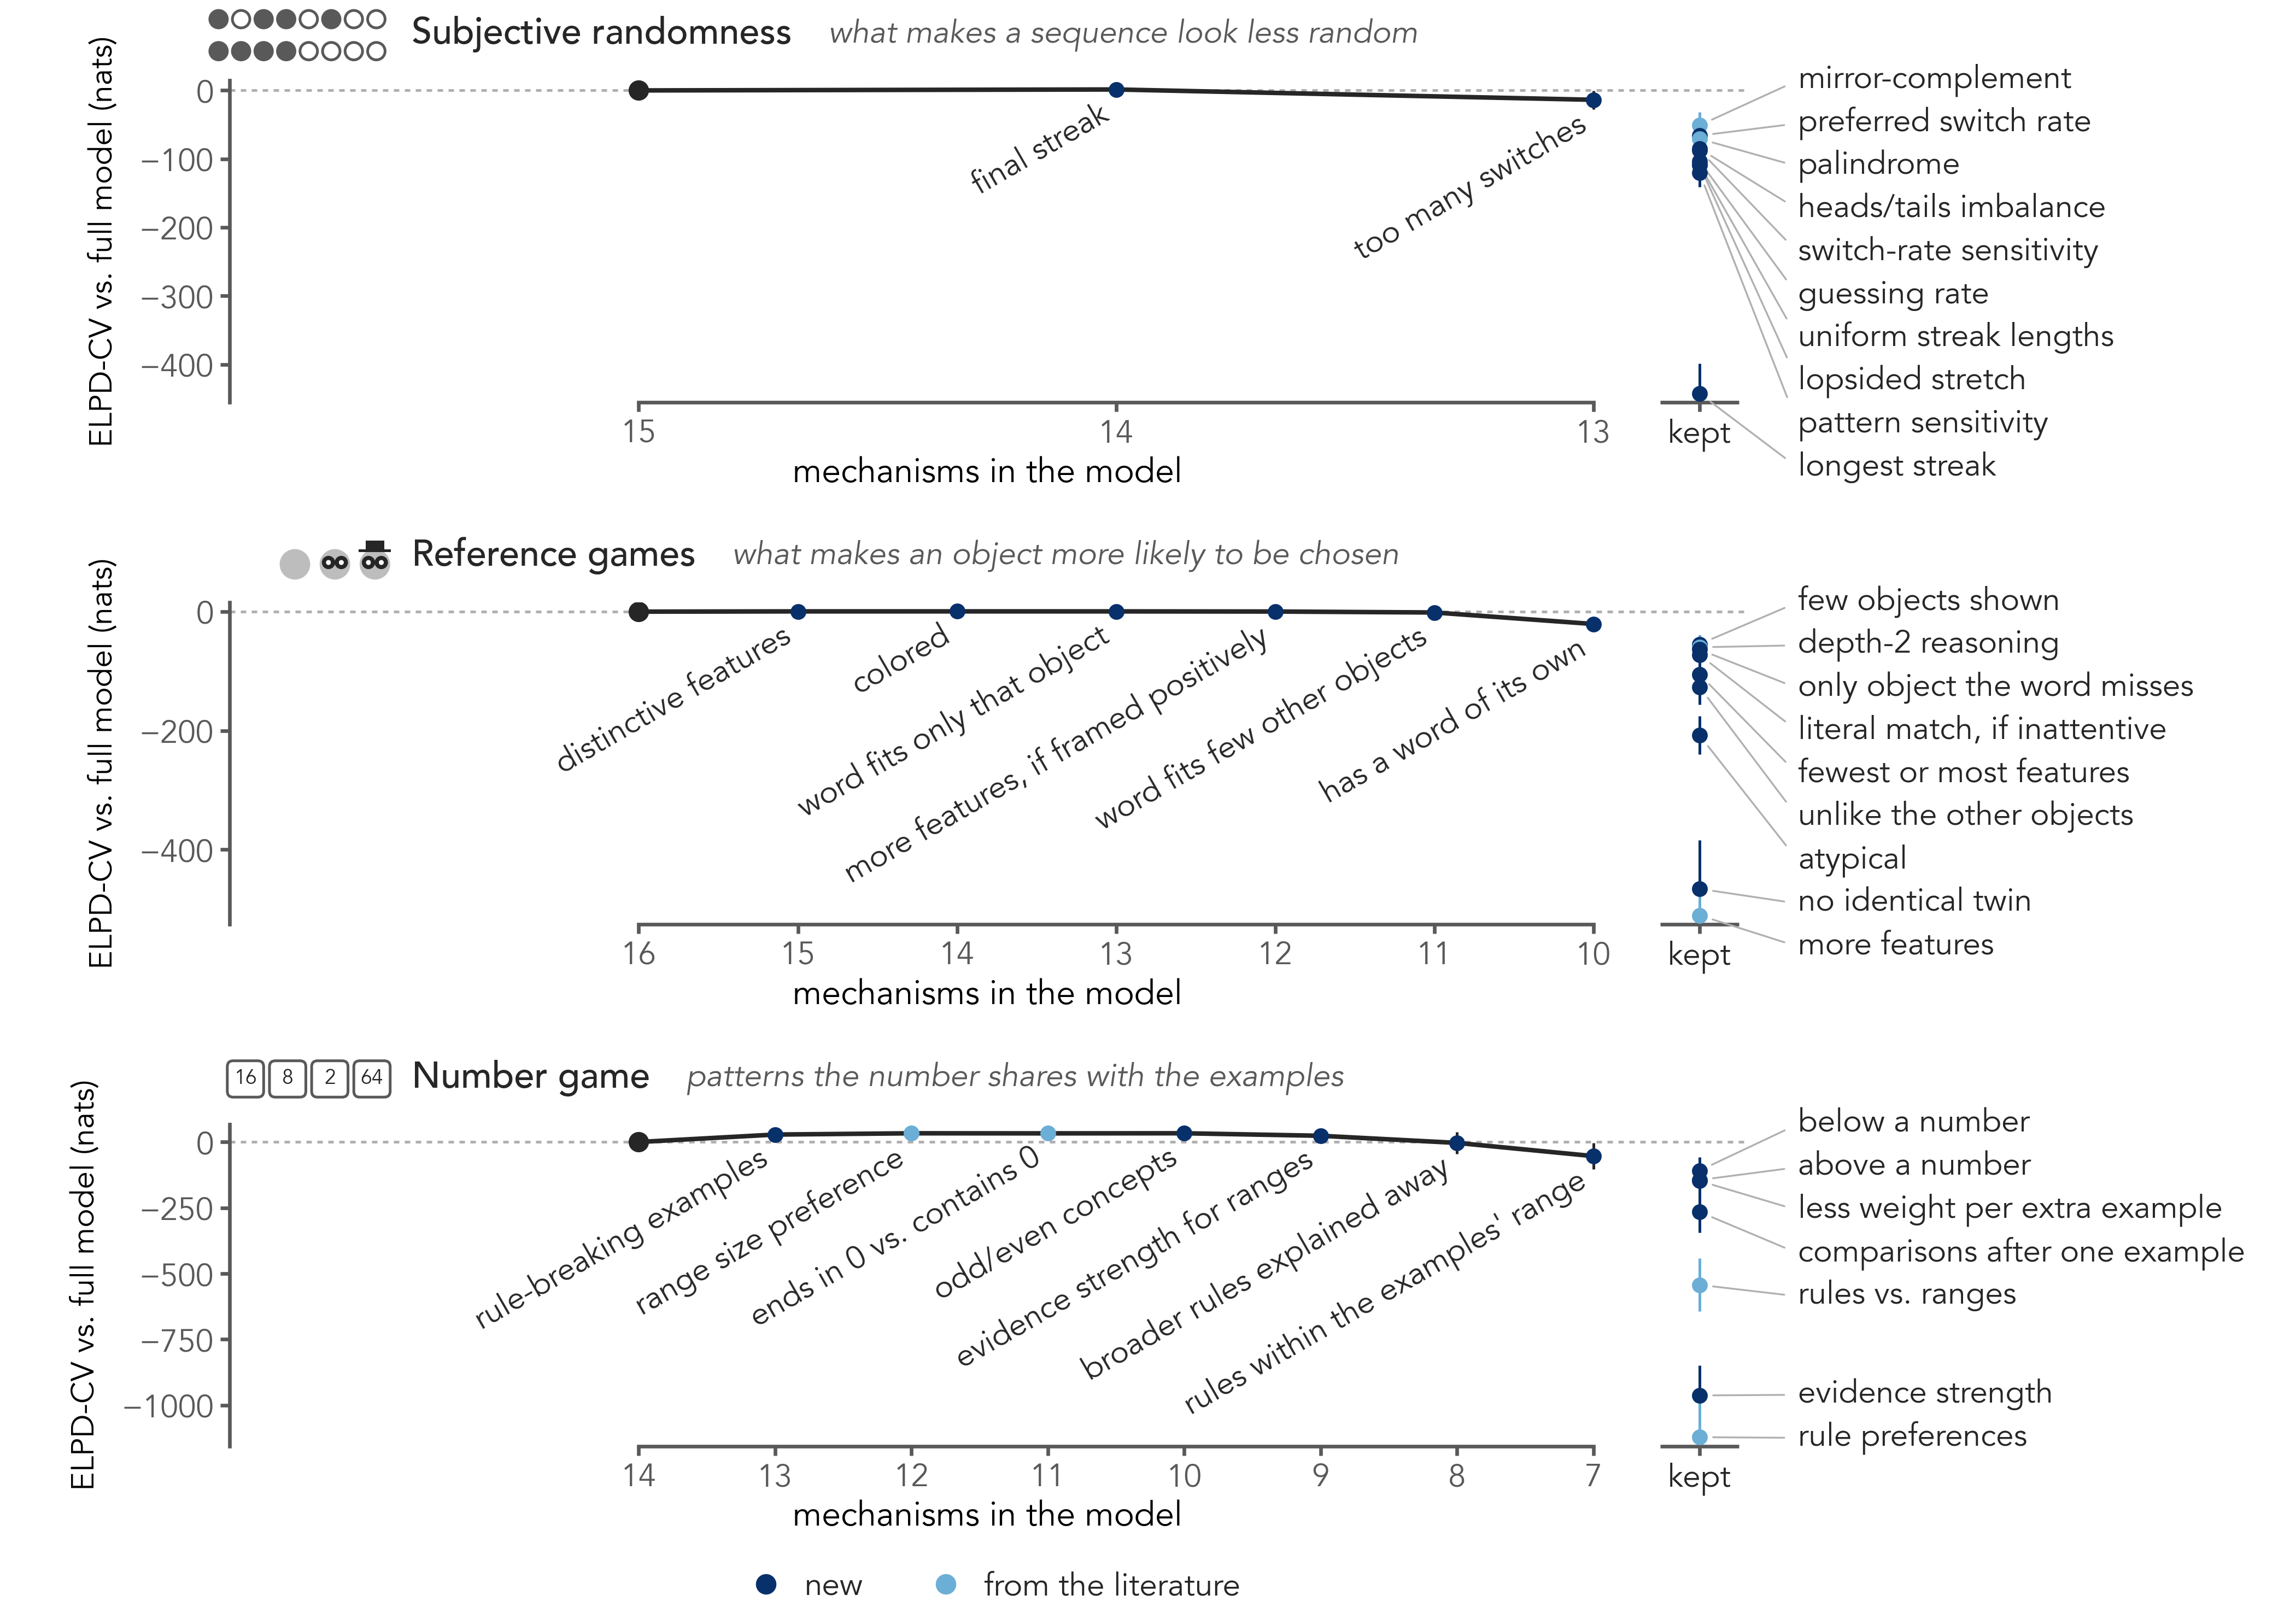 Subjective randomness what makes a sequence look less random
ELPD-CV vs. full model (nats)
0
−100
−200
−300
−400
final streak
too many switches
15 14 13
mechanisms in the model
kept
mirror-complement
preferred switch rate
palindrome
heads/tails imbalance
switch-rate sensitivity
guessing rate
uniform streak lengths
lopsided stretch
pattern sensitivity
longest streak
Reference games what makes an object more likely to be chosen
ELPD-CV vs. full model (nats)
0
−200
−400
distinctive features
colored
word fits only that object
more features, if framed positively
word fits few other objects
has a word of its own
16 15 14 13 12 11 10
mechanisms in the model
kept
few objects shown
depth-2 reasoning
only object the word misses
literal match, if inattentive
fewest or most features
unlike the other objects
atypical
no identical twin
more features
16 8 2 64
Number game patterns the number shares with the examples
ELPD-CV vs. full model (nats)
0
−250
−500
−750
−1000
rule-breaking examples
range size preference
ends in 0 vs. contains 0
odd/even concepts
evidence strength for ranges
broader rules explained away
rules within the examples' range
14 13 12 11 10 9 8 7
mechanisms in the model
kept
below a number
above a number
less weight per extra example
comparisons after one example
rules vs. ranges
evidence strength
rule preferences
new from the literature